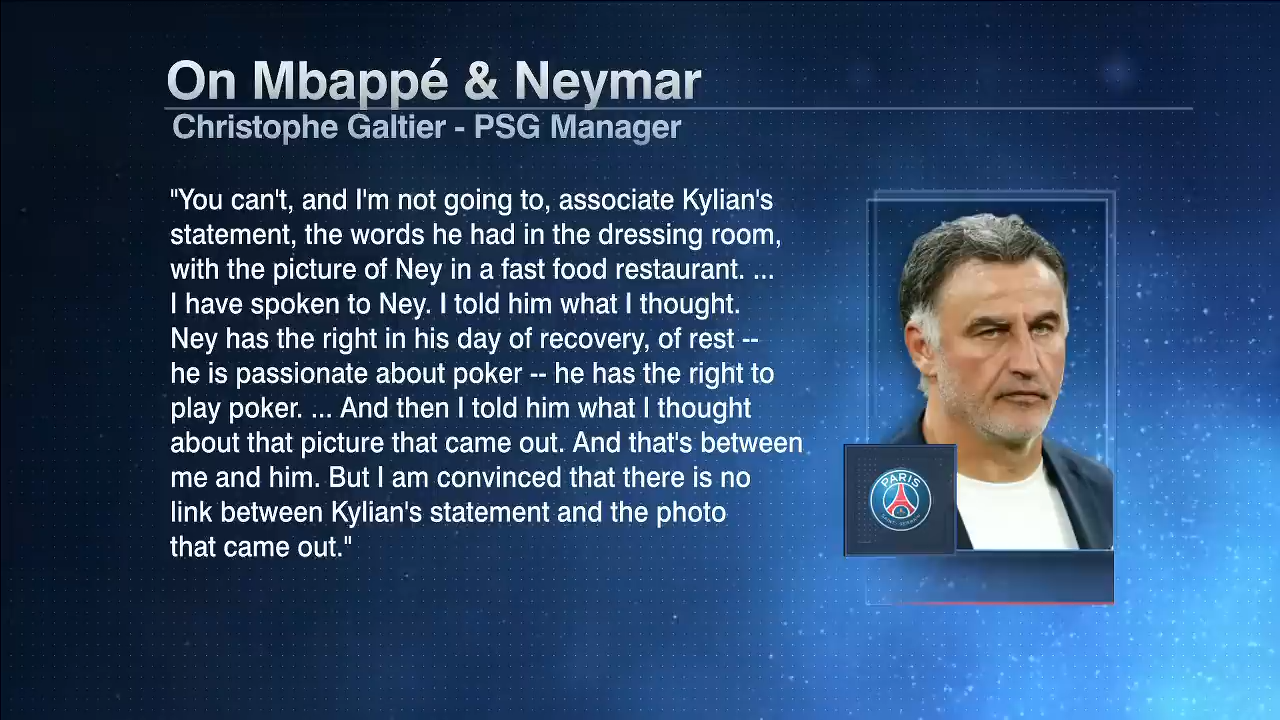 On Mbappé & Neymar
Christophe Galtier - PSG Manager
"You can't, and I'm not going to, associate Kylian's
statement, the words he had in the dressing room,
with the picture of Ney in a fast food restaurant. ...
I have spoken to Ney. I told him what I thought.
Ney has the right in his day of recovery, of rest --
he is passionate about poker -- he has the right to
play poker. ... And then I told him what I thought
about that picture that came out. And that's between
me and him. But I am convinced that there is no
link between Kylian's statement and the photo
that came out."
PARIS
SAINT-GERMAIN